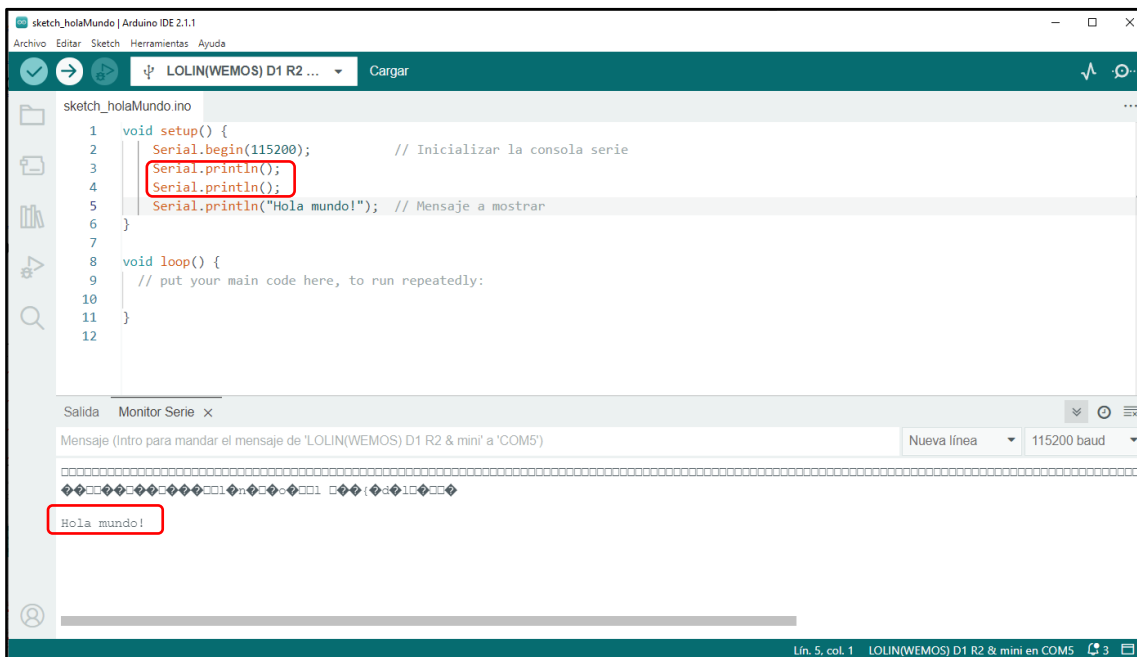 sketch_holaMundo | Arduino IDE 2.1.1
Archivo Editar Sketch Herramientas Ayuda
LOLIN(WEMOS) D1 R2 ... Cargar
sketch_holaMundo.ino
...
1 void setup() {
2 Serial.begin(115200); // Inicializar la consola serie
3 Serial.println();
4 Serial.println();
5 Serial.println("Hola mundo!"); // Mensaje a mostrar
6 }
7
8 void loop() {
9 // put your main code here, to run repeatedly:
10
11 }
12
Salida Monitor Serie ×
Mensaje (Intro para mandar el mensaje de 'LOLIN(WEMOS) D1 R2 & mini' a 'COM5')
Nueva línea 115200 baud
��□□��□��□���□□l�n�□�o�□□l □��{�d�l□�□□�
Hola mundo!
Lín. 5, col. 1 LOLIN(WEMOS) D1 R2 & mini en COM5 3